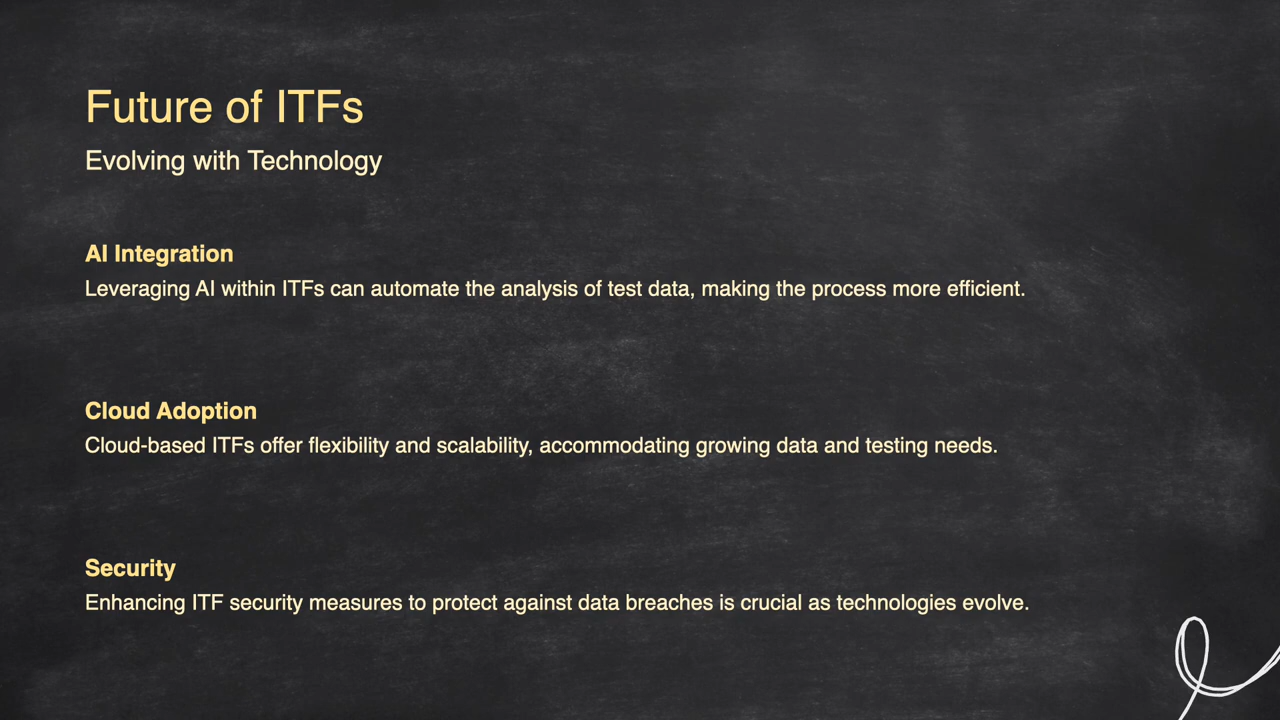 Future of ITFs
Evolving with Technology
AI Integration
Leveraging AI within ITFs can automate the analysis of test data, making the process more efficient.
Cloud Adoption
Cloud-based ITFs offer flexibility and scalability, accommodating growing data and testing needs.
Security
Enhancing ITF security measures to protect against data breaches is crucial as technologies evolve.